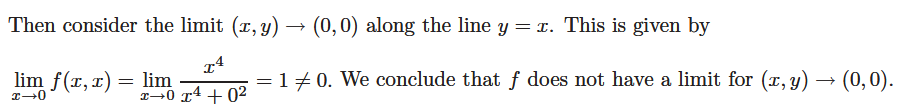 Then consider the limit (x, y) → (0, 0) along the line y = x. This is given by
lim_{x→0} f(x, x) = lim_{x→0} x^4 / (x^4 + 0^2) = 1 ≠ 0. We conclude that f does not have a limit for (x, y) → (0, 0).